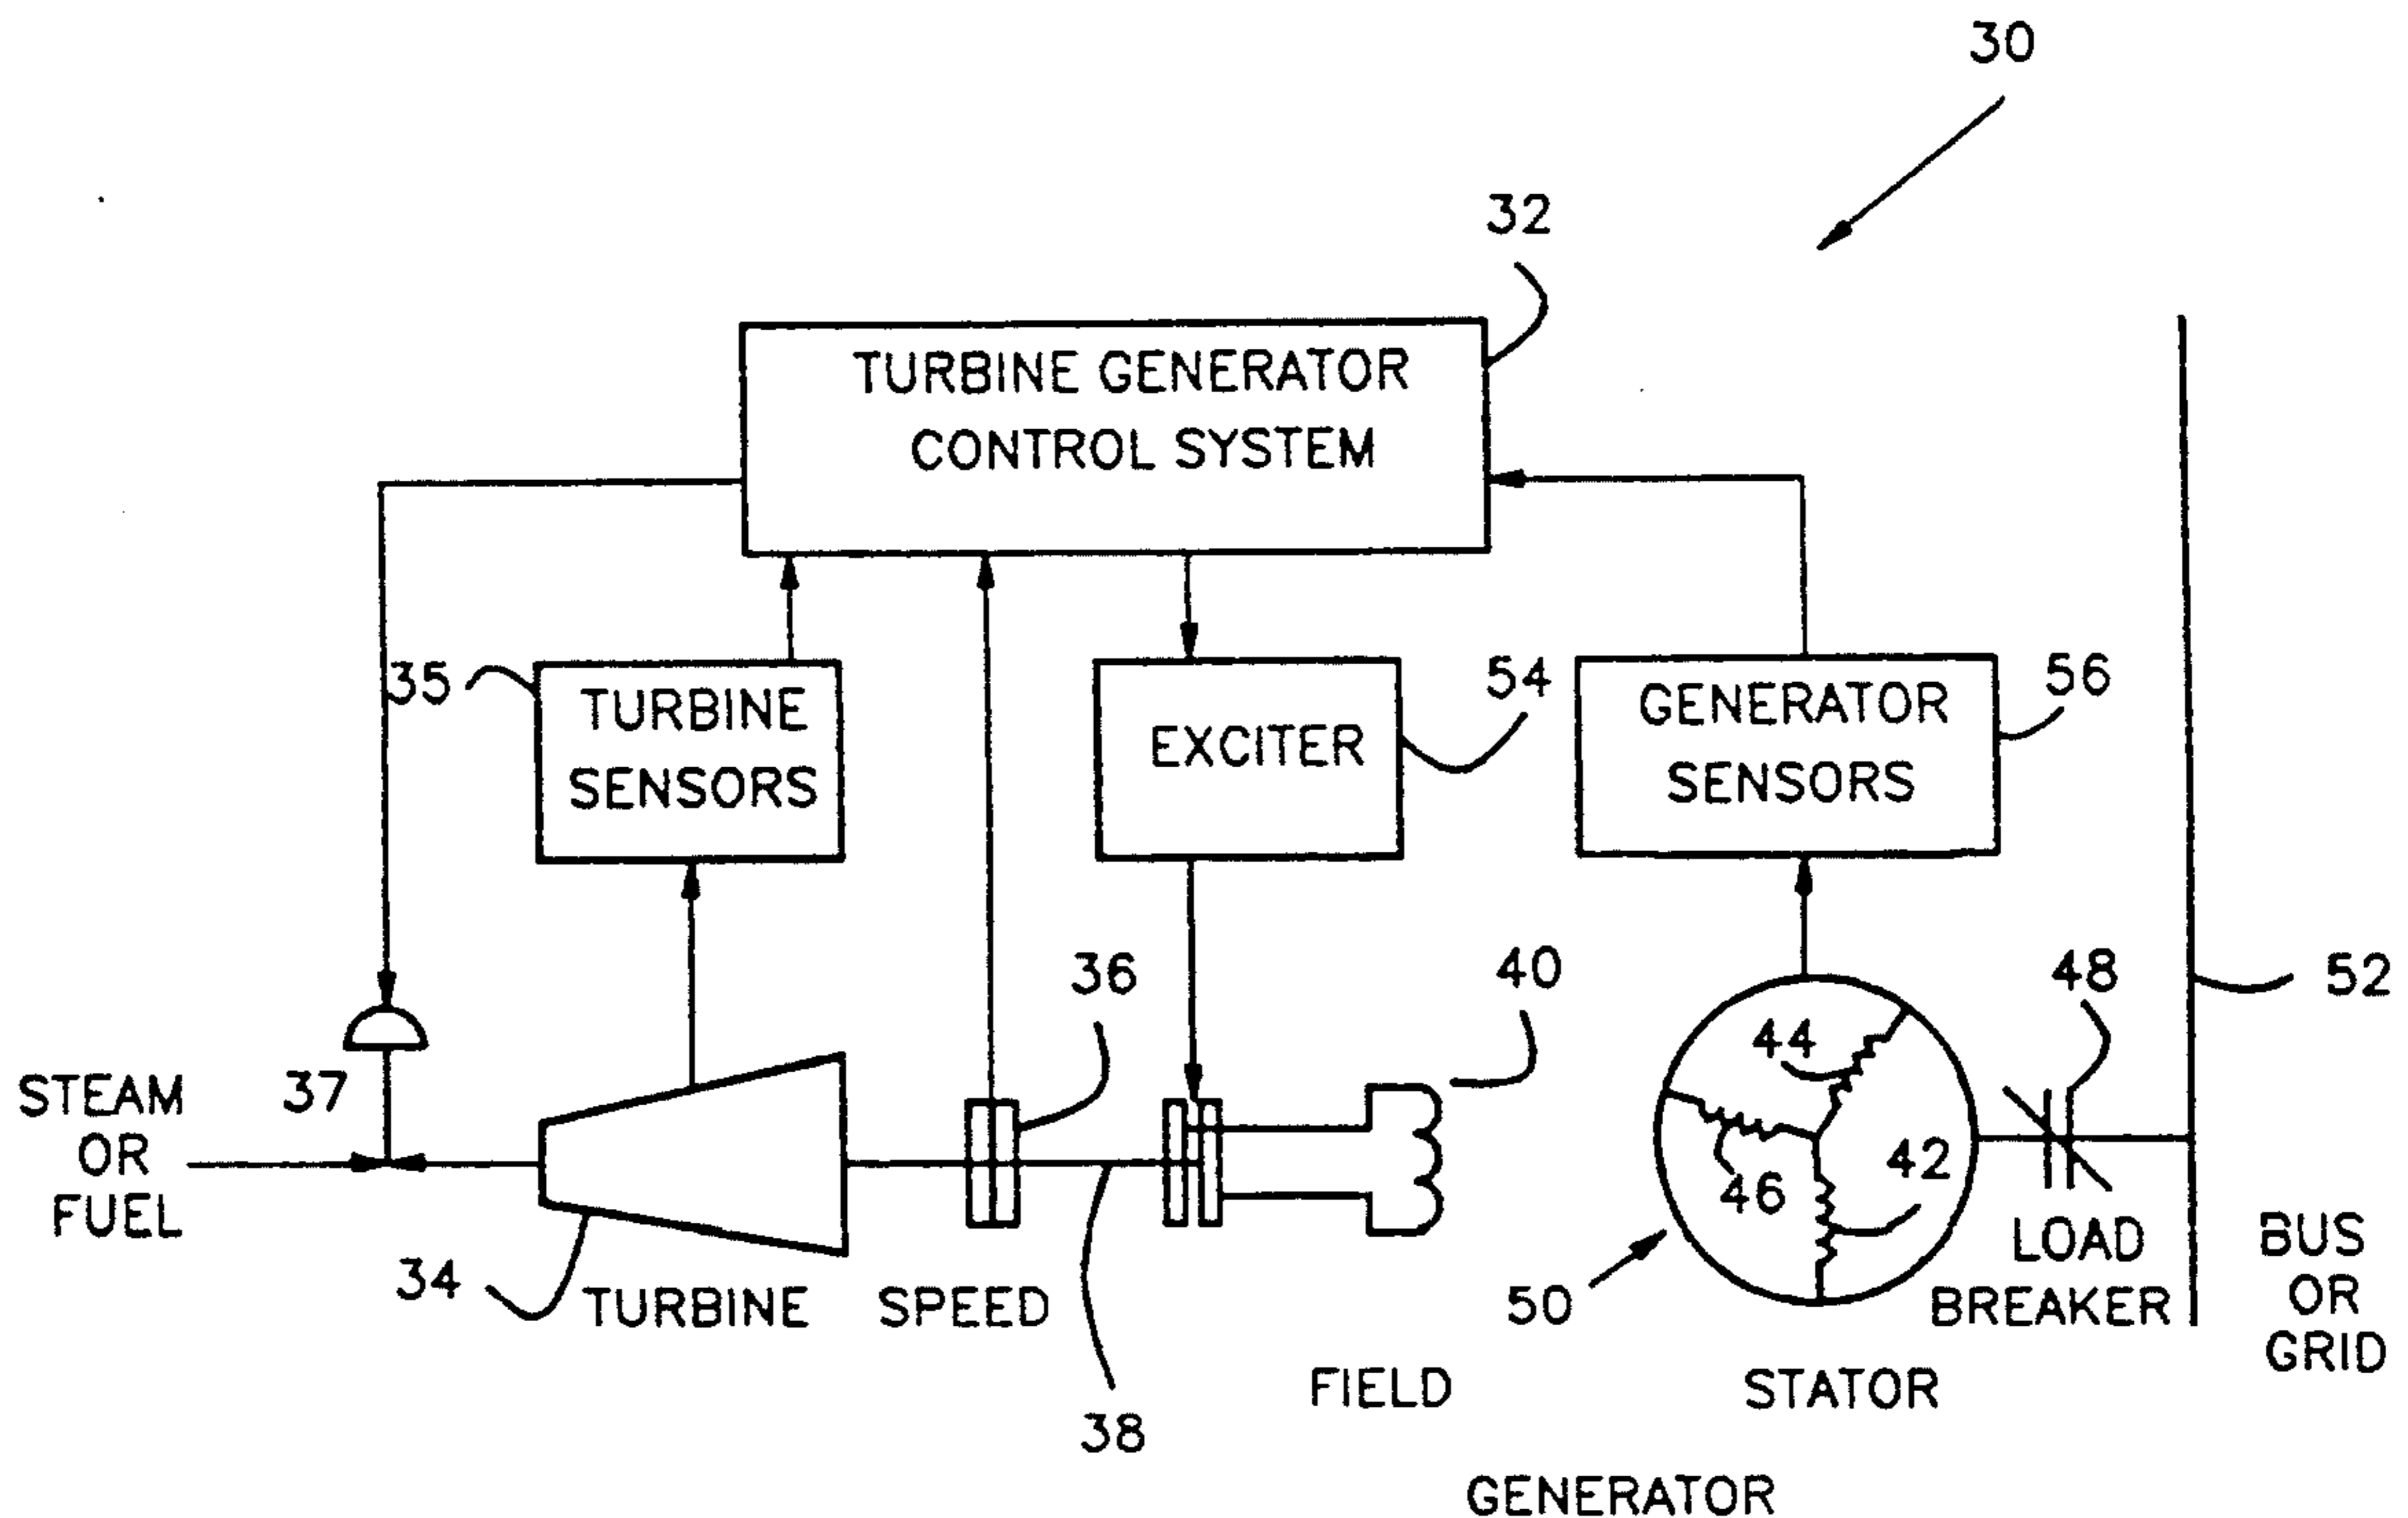 30
32
TURBINE GENERATOR
CONTROL SYSTEM
35
TURBINE
SENSORS
EXCITER
54
GENERATOR
SENSORS
56
36
40
48
52
44
46
42
37
STEAM
OR
FUEL
34
TURBINE
SPEED
38
50
LOAD
BREAKER
BUS
OR
GRID
FIELD
STATOR
GENERATOR